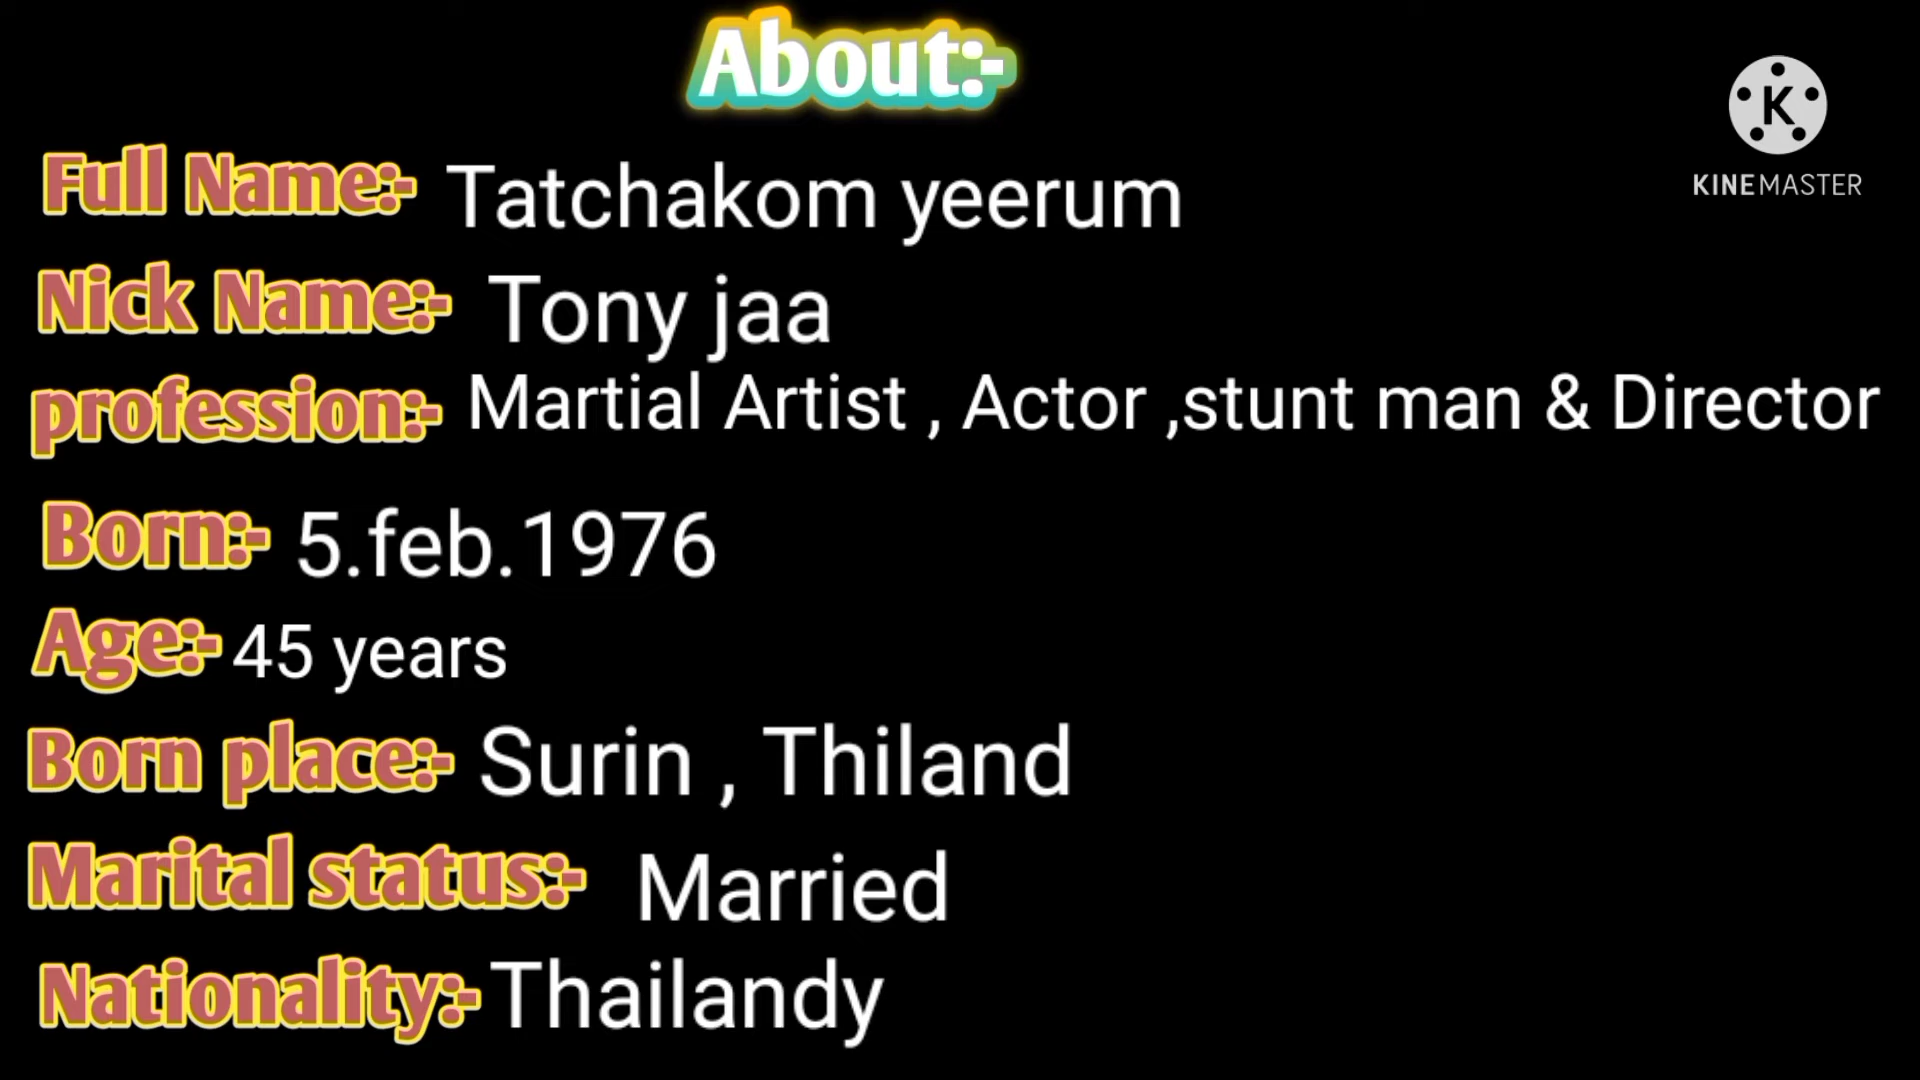 About:-
K
KINEMASTER
Full Name:- Tatchakom yeerum
Nick Name:- Tony jaa
profession:- Martial Artist , Actor ,stunt man & Director
Born:- 5.feb.1976
Age:- 45 years
Born place:- Surin , Thiland
Marital status:- Married
Nationality:- Thailandy